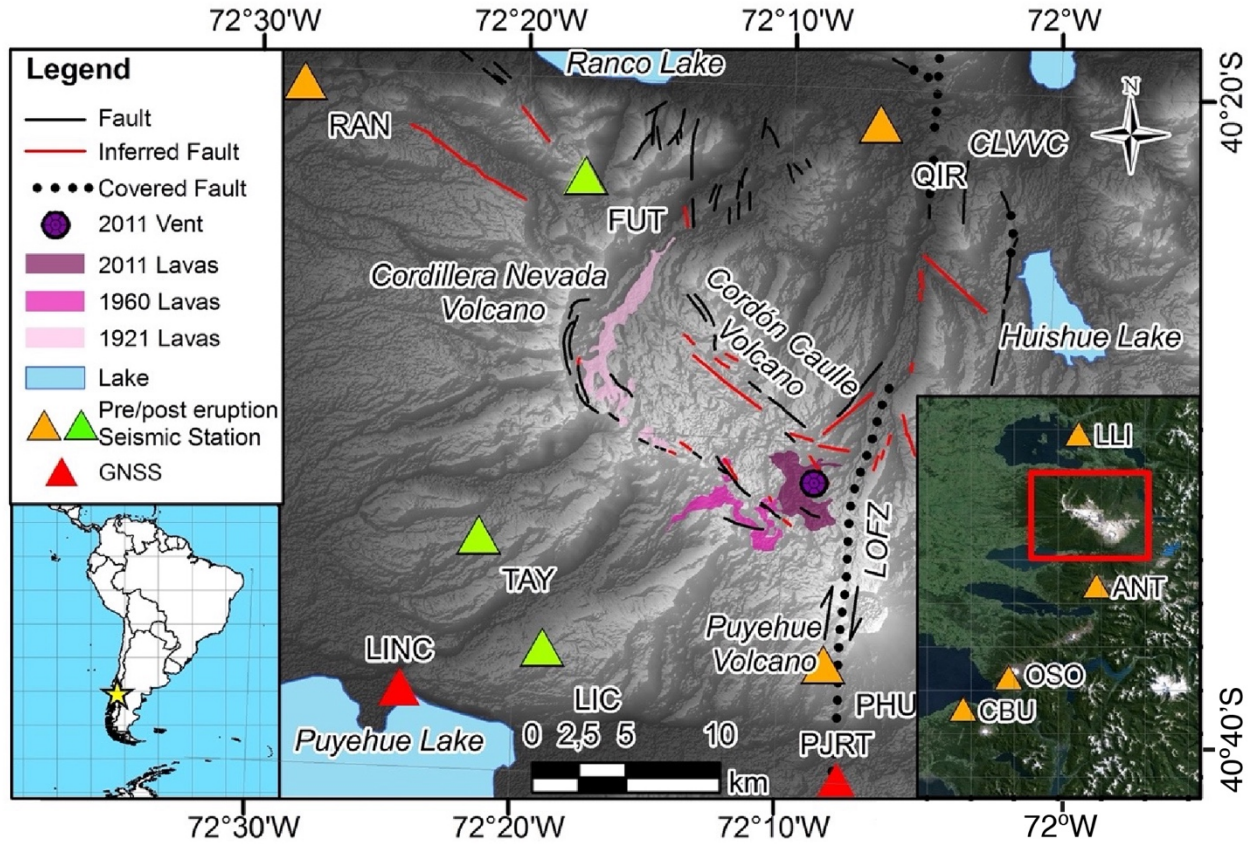 72°30'W
72°20'W
72°10'W
72°W
Legend
Fault
Inferred Fault
Covered Fault
2011 Vent
2011 Lavas
1960 Lavas
1921 Lavas
Lake
Pre/post eruption
Seismic Station
GNSS
Ranco Lake
RAN
FUT
QIR
CLVVC
N
40°20'S
Cordillera Nevada
Volcano
Cordón Caulle
Volcano
Huishue Lake
LOFZ
TAY
LINC
LIC
Puyehue
Volcano
PHU
PJRT
Puyehue Lake
0 2,5 5 10
km
LLI
ANT
OSO
CBU
40°40'S
72°30'W
72°20'W
72°10'W
72°W